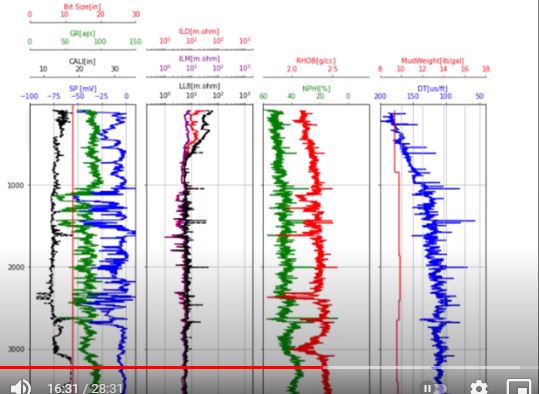 Bit Size[in]
0 10 20 30
GR[api]
0 50 100 150
ILD[m.ohm]
10¹ 10² 10³
CALI[in]
10 20 30
ILM[m.ohm]
10⁰ 10¹ 10² 10³
RHOB[g/cc]
2.0 2.5
MudWeight[lb/gal]
8 10 12 14 16 18
SP [mV]
−100 −75 −50 −25 0
LL8[m.ohm]
10⁰ 10¹ 10² 10³
NPHI[%]
60 40 20 0
DT[us/ft]
200 150 100 50
1000
2000
3000
16:31 / 28:31